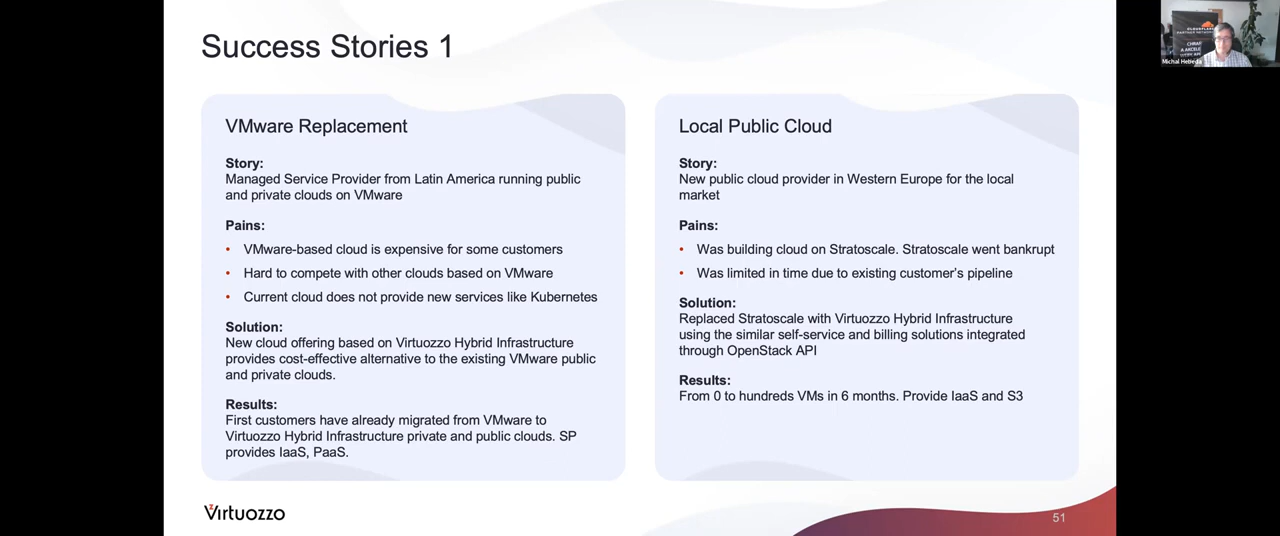 Success Stories 1
VMware Replacement
Story:
Managed Service Provider from Latin America running public
and private clouds on VMware
Pains:
• VMware-based cloud is expensive for some customers
• Hard to compete with other clouds based on VMware
• Current cloud does not provide new services like Kubernetes
Solution:
New cloud offering based on Virtuozzo Hybrid Infrastructure
provides cost-effective alternative to the existing VMware public
and private clouds.
Results:
First customers have already migrated from VMware to
Virtuozzo Hybrid Infrastructure private and public clouds. SP
provides IaaS, PaaS.
Local Public Cloud
Story:
New public cloud provider in Western Europe for the local
market
Pains:
• Was building cloud on Stratoscale. Stratoscale went bankrupt
• Was limited in time due to existing customer's pipeline
Solution:
Replaced Stratoscale with Virtuozzo Hybrid Infrastructure
using the similar self-service and billing solutions integrated
through OpenStack API
Results:
From 0 to hundreds VMs in 6 months. Provide IaaS and S3
Virtuozzo
51
CLOUDFLARE
PARTNER NETWORK
Michal Hebeda